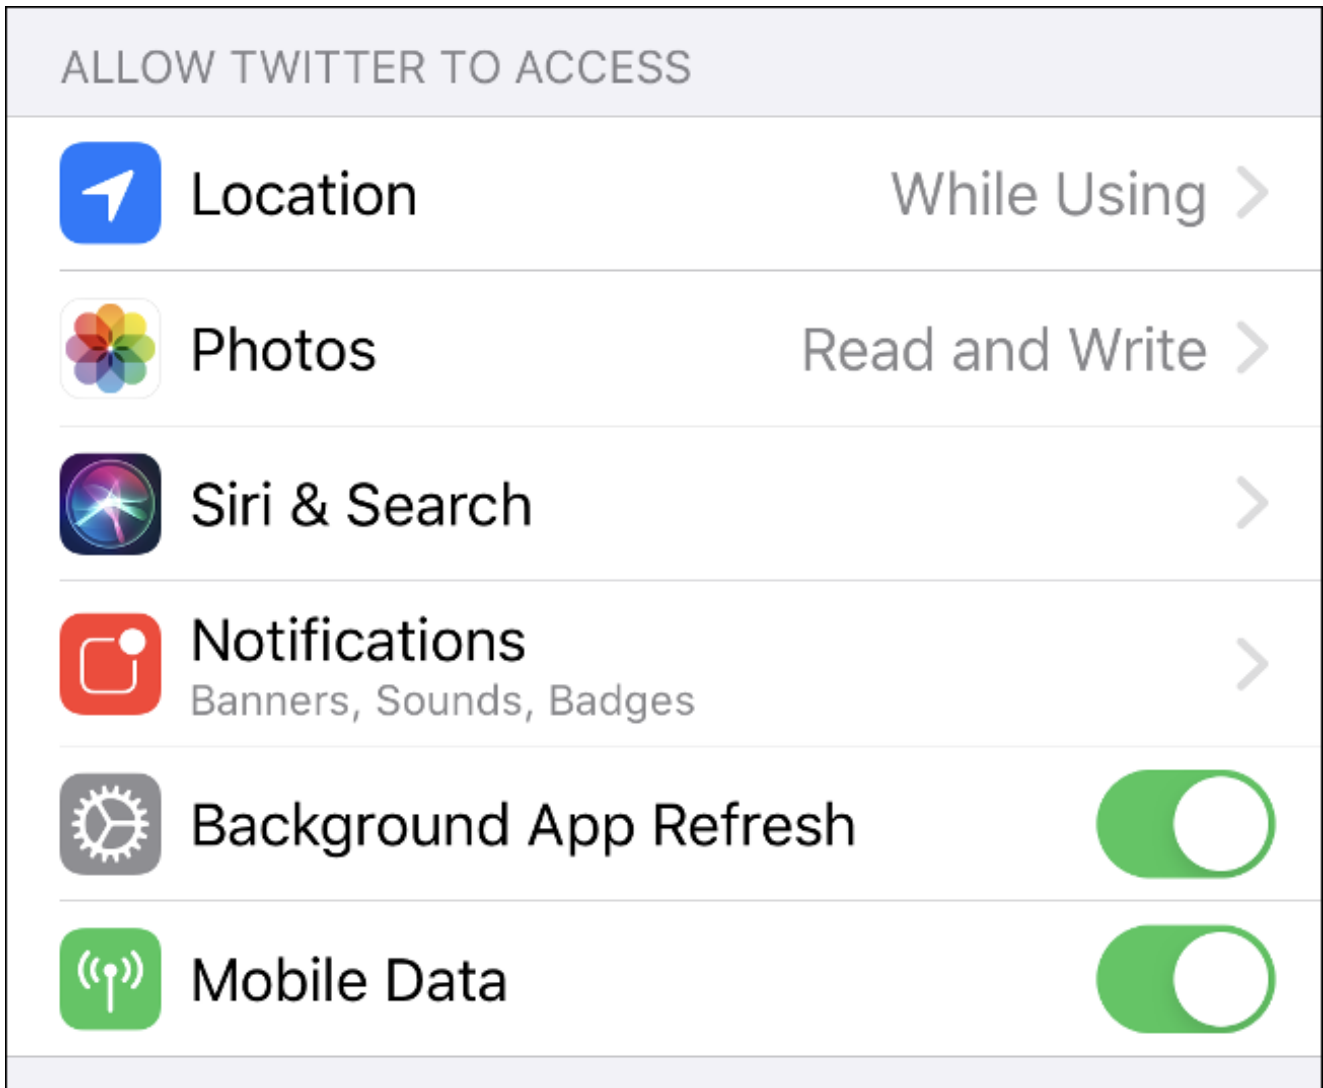 ALLOW TWITTER TO ACCESS
Location While Using
Photos Read and Write
Siri & Search
Notifications
Banners, Sounds, Badges
Background App Refresh
Mobile Data